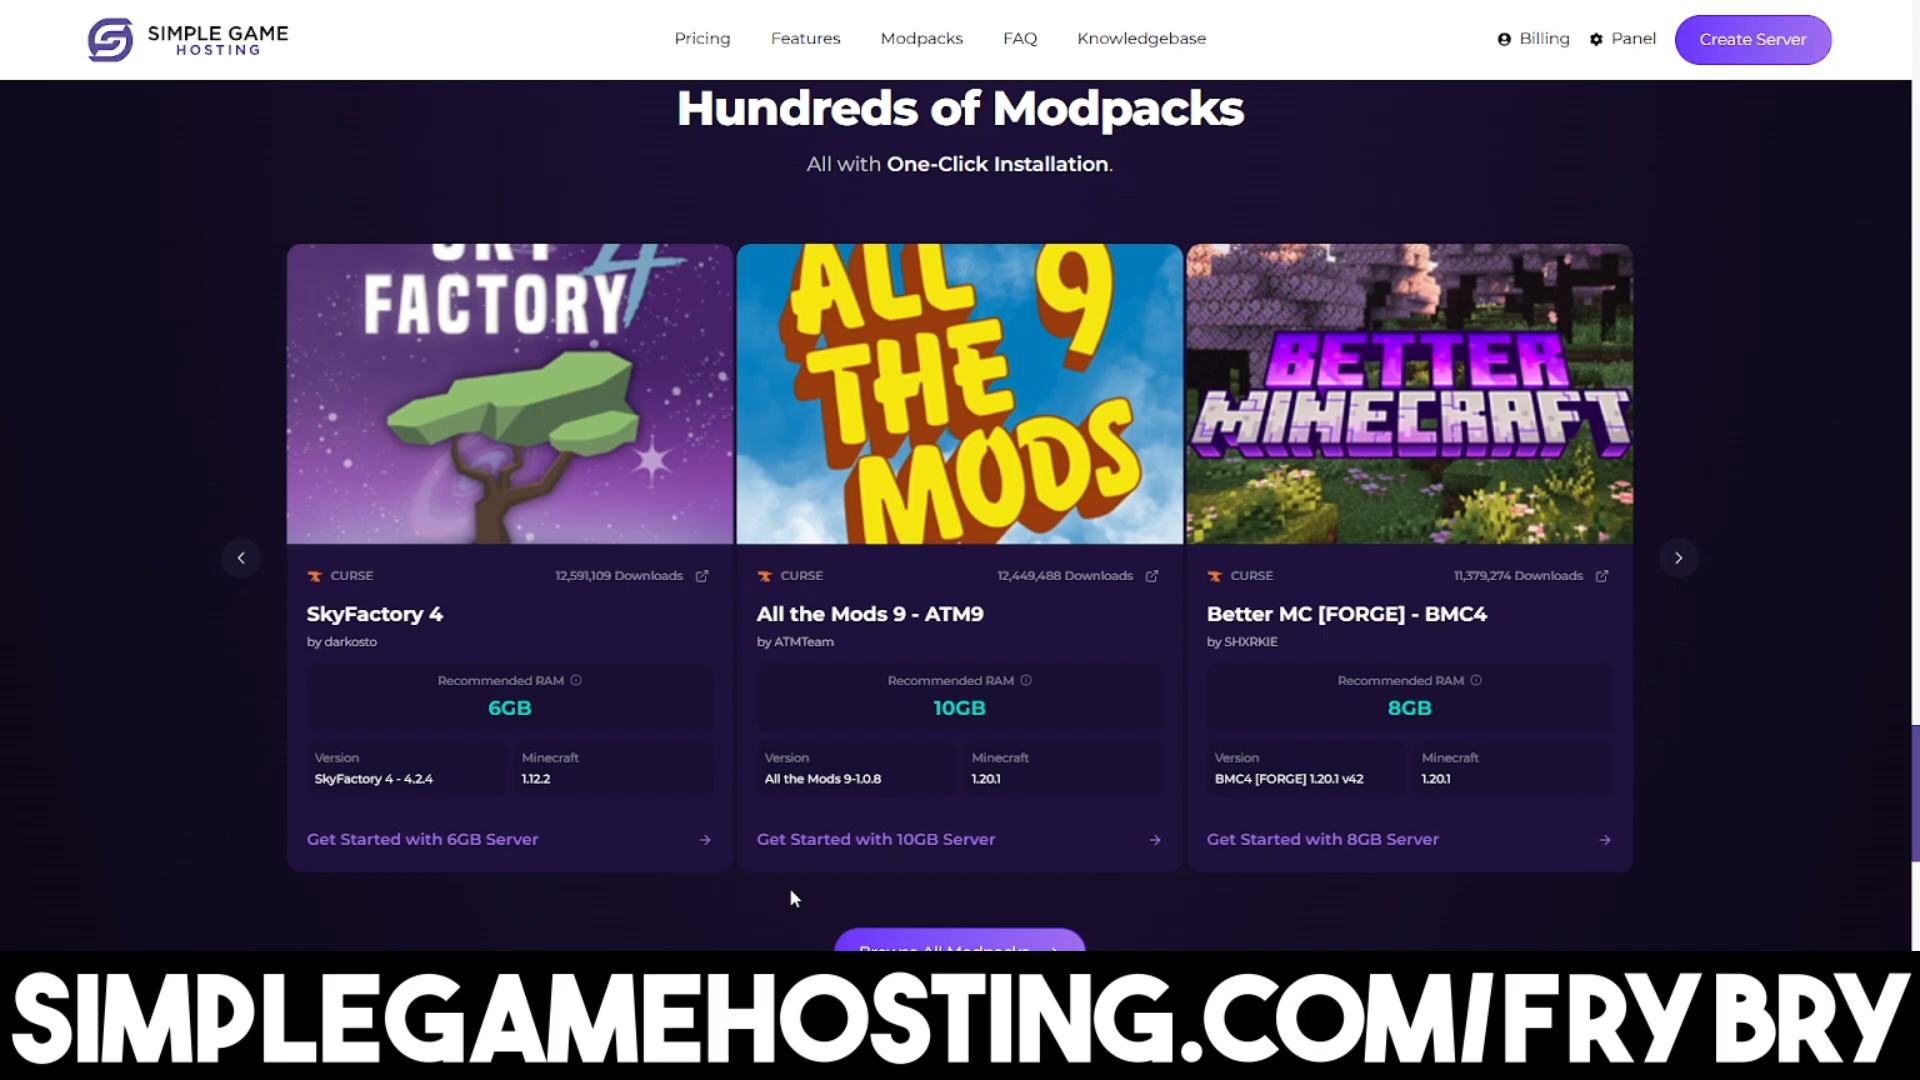 SIMPLE GAME
HOSTING
Pricing
Features
Modpacks
FAQ
Knowledgebase
Billing
Panel
Create Server
Hundreds of Modpacks
All with One-Click Installation.
SKY
FACTORY 4
ALL
THE
MODS
9
BETTER
MINECRAFT
CURSE
12,591,109 Downloads
SkyFactory 4
by darkosto
Recommended RAM
6GB
Version
SkyFactory 4 - 4.2.4
Minecraft
1.12.2
Get Started with 6GB Server
CURSE
12,449,488 Downloads
All the Mods 9 - ATM9
by ATMTeam
Recommended RAM
10GB
Version
All the Mods 9-1.0.8
Minecraft
1.20.1
Get Started with 10GB Server
CURSE
11,379,274 Downloads
Better MC [FORGE] - BMC4
by SHXRKIE
Recommended RAM
8GB
Version
BMC4 [FORGE] 1.20.1 v42
Minecraft
1.20.1
Get Started with 8GB Server
Browse All Modpacks
SIMPLEGAMEHOSTING.COM/FRYBRY